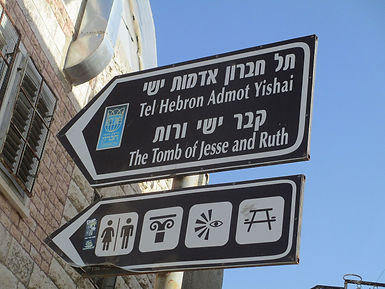 תל חברון אדמות ישי
Tel Hebron Admot Yishai
קבר ישי ורות
The Tomb of Jesse and Ruth